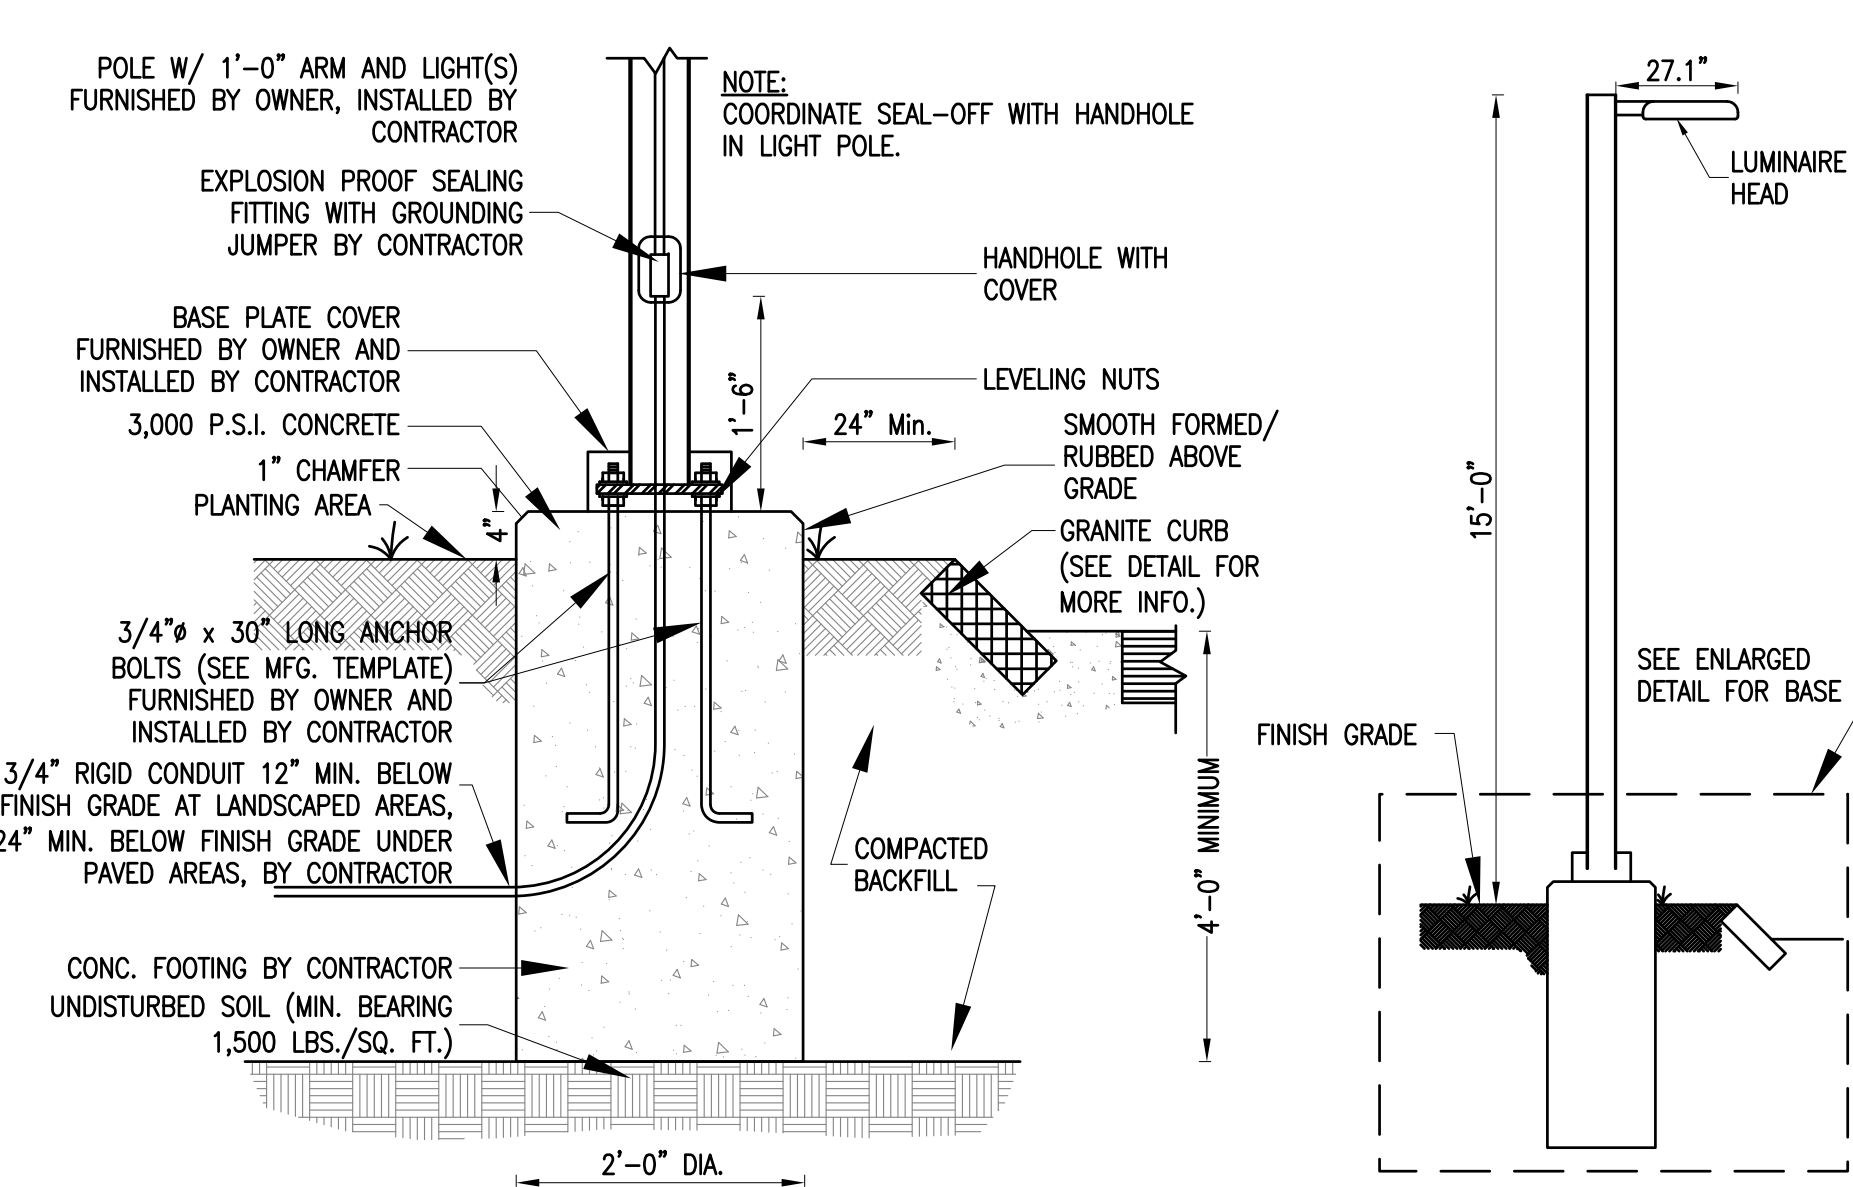 POLE W/ 1'-0" ARM AND LIGHT(S)
FURNISHED BY OWNER, INSTALLED BY
CONTRACTOR
NOTE:
COORDINATE SEAL-OFF WITH HANDHOLE
IN LIGHT POLE.
EXPLOSION PROOF SEALING
FITTING WITH GROUNDING
JUMPER BY CONTRACTOR
HANDHOLE WITH
COVER
BASE PLATE COVER
FURNISHED BY OWNER AND
INSTALLED BY CONTRACTOR
1'-6"
LEVELING NUTS
3,000 P.S.I. CONCRETE
24" Min.
SMOOTH FORMED/
RUBBED ABOVE
GRADE
1" CHAMFER
PLANTING AREA
4"
GRANITE CURB
(SEE DETAIL FOR
MORE INFO.)
3/4"ø x 30" LONG ANCHOR
BOLTS (SEE MFG. TEMPLATE)
FURNISHED BY OWNER AND
INSTALLED BY CONTRACTOR
3/4" RIGID CONDUIT 12" MIN. BELOW
FINISH GRADE AT LANDSCAPED AREAS,
24" MIN. BELOW FINISH GRADE UNDER
PAVED AREAS, BY CONTRACTOR
COMPACTED
BACKFILL
4'-0" MINIMUM
CONC. FOOTING BY CONTRACTOR
UNDISTURBED SOIL (MIN. BEARING
1,500 LBS./SQ. FT.)
2'-0" DIA.
27.1"
LUMINAIRE
HEAD
15'-0"
SEE ENLARGED
DETAIL FOR BASE
FINISH GRADE